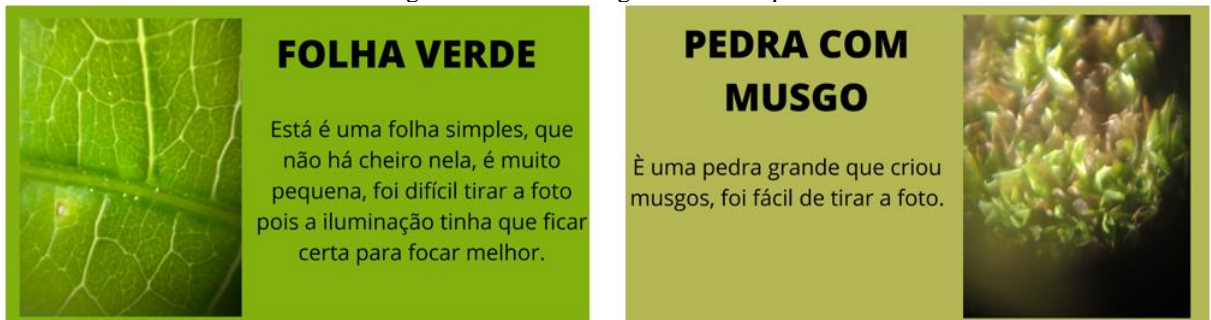 FOLHA VERDE
Está é uma folha simples, que
não há cheiro nela, é muito
pequena, foi difícil tirar a foto
pois a iluminação tinha que ficar
certa para focar melhor.
PEDRA COM
MUSGO
È uma pedra grande que criou
musgos, foi fácil de tirar a foto.